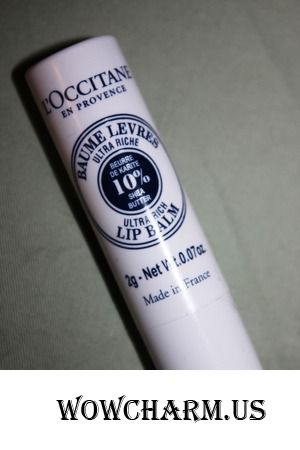 L'OCCITANE
EN PROVENCE
BAUME LEVRES
ULTRA RICHE
BEURRE
DE KARITÉ
10%
SHEA
BUTTER
ULTRA RICH
LIP BALM
2g - Net Wt.0.07oz.
Made in France
WOWCHARM.US